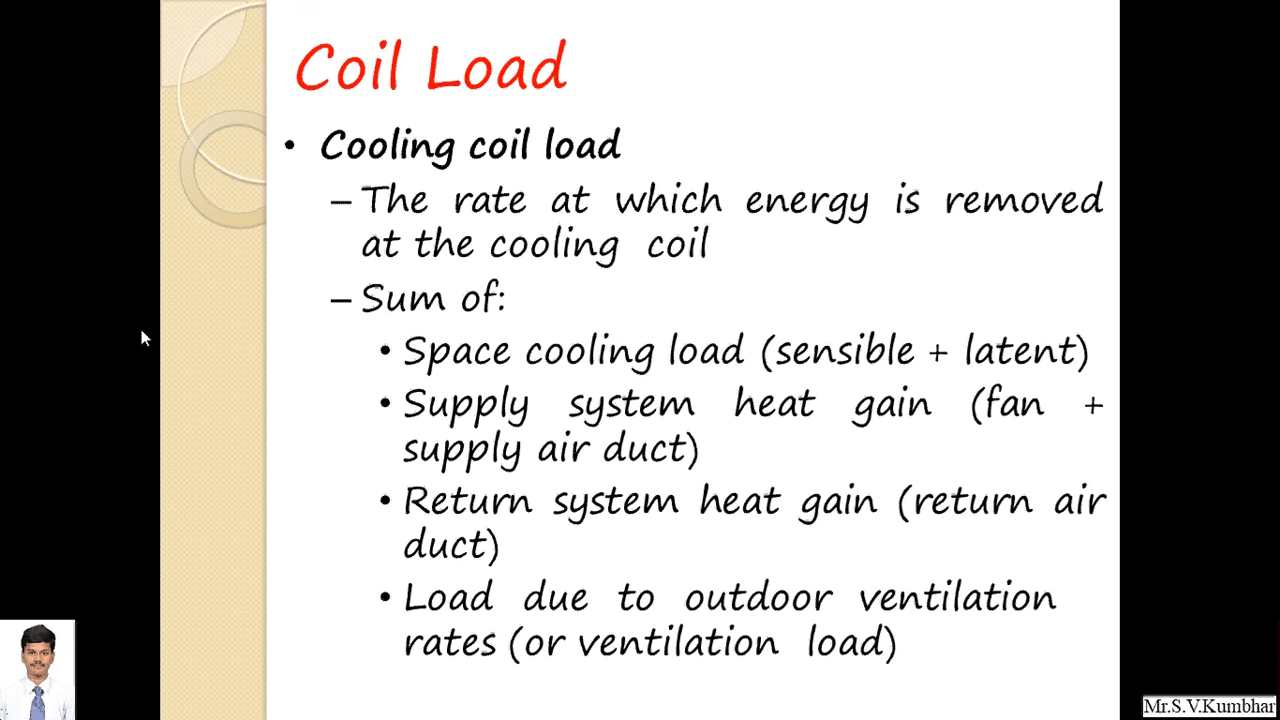 Coil Load
• Cooling coil load
– The rate at which energy is removed
at the cooling coil
– Sum of:
• Space cooling load (sensible + latent)
• Supply system heat gain (fan +
supply air duct)
• Return system heat gain (return air
duct)
• Load due to outdoor ventilation
rates (or ventilation load)
Mr.S.V.Kumbhar